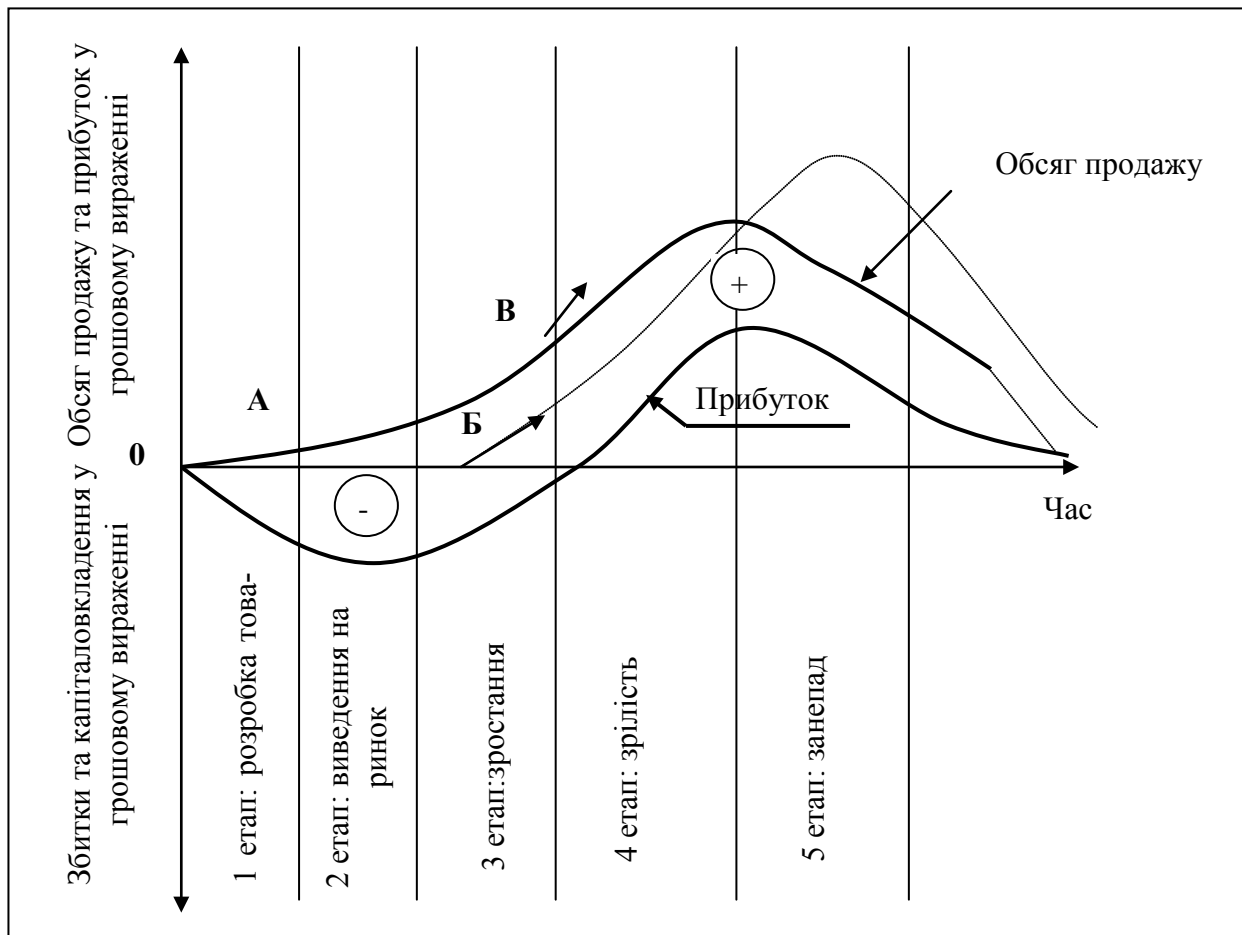 Обсяг продажу та прибуток у
грошовому вираженні
Збитки та капіталовкладення у
грошовому вираженні
Обсяг продажу
В
+
А
Б
Прибуток
0
-
Час
1 етап: розробка това-
2 етап: виведення на
ринок
3 етап:зростання
4 етап: зрілість
5 етап: занепад